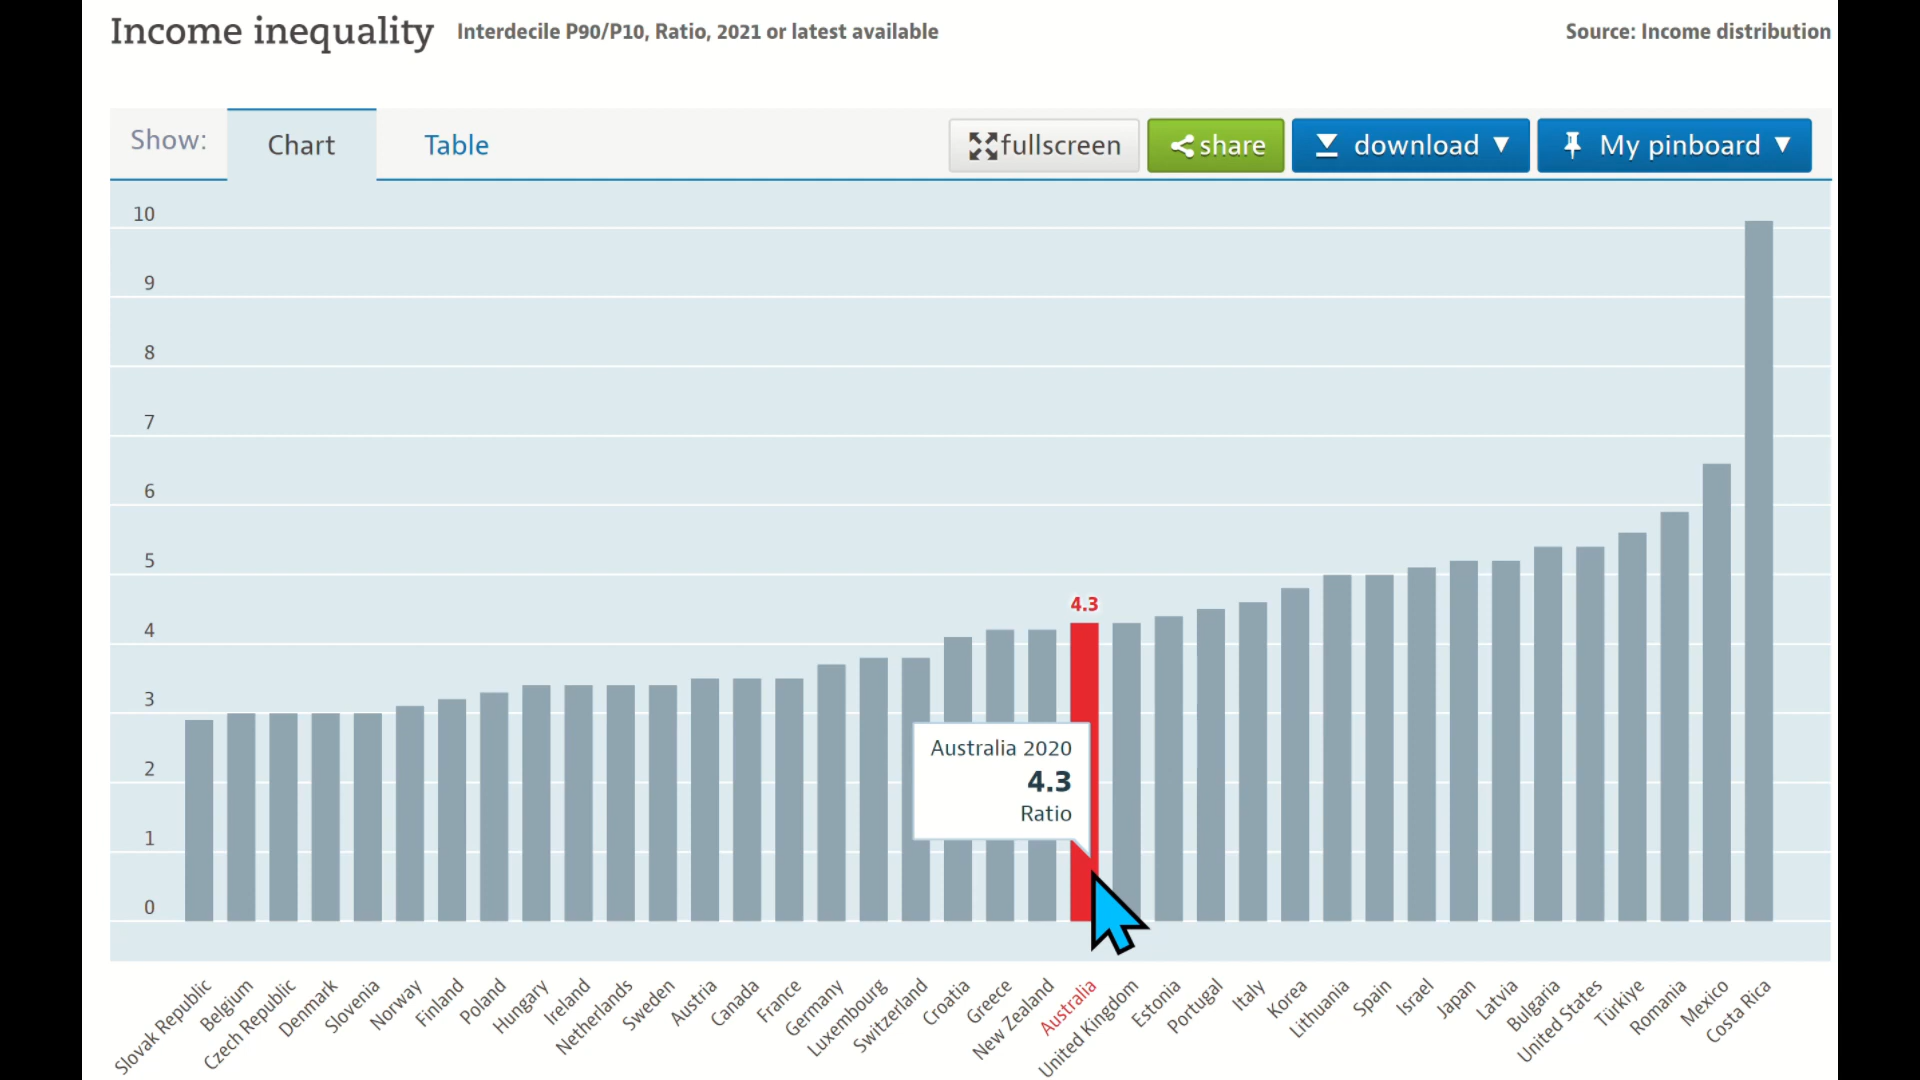 Income inequality Interdecile P90/P10, Ratio, 2021 or latest available Source: Income distribution
Show: Chart Table fullscreen share download ▼ My pinboard ▼
10
9
8
7
6
5
4
3
2
1
0
4.3
Australia 2020
4.3
Ratio
Slovak Republic
Belgium
Czech Republic
Denmark
Slovenia
Norway
Finland
Poland
Hungary
Ireland
Netherlands
Sweden
Austria
Canada
France
Germany
Luxembourg
Switzerland
Croatia
Greece
New Zealand
Australia
United Kingdom
Estonia
Portugal
Italy
Korea
Lithuania
Spain
Israel
Japan
Latvia
Bulgaria
United States
Türkiye
Romania
Mexico
Costa Rica